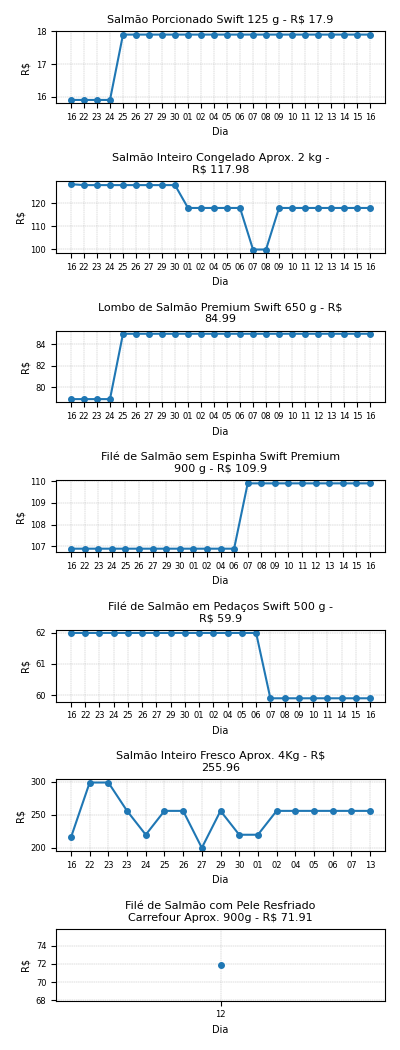 Salmão Porcionado Swift 125 g - R$ 17.9
18
17
16
R$
16 22 23 24 25 26 27 29 30 01 02 04 05 06 07 08 09 10 11 12 13 14 15 16
Dia
Salmão Inteiro Congelado Aprox. 2 kg -
R$ 117.98
120
110
100
R$
16 22 23 24 25 26 27 29 30 01 02 04 05 06 07 08 09 10 11 12 13 14 15 16
Dia
Lombo de Salmão Premium Swift 650 g - R$
84.99
84
82
80
R$
16 22 23 24 25 26 27 29 30 01 02 04 05 06 07 08 09 10 11 12 13 14 15 16
Dia
Filé de Salmão sem Espinha Swift Premium
900 g - R$ 109.9
110
109
108
107
R$
16 22 23 24 25 26 27 29 30 01 02 04 06 07 08 09 10 11 12 13 14 15 16
Dia
Filé de Salmão em Pedaços Swift 500 g -
R$ 59.9
62
61
60
R$
16 22 23 24 25 26 27 29 30 01 02 04 05 06 07 08 09 10 11 14 15 16
Dia
Salmão Inteiro Fresco Aprox. 4Kg - R$
255.96
300
250
200
R$
16 22 23 23 24 25 26 27 29 30 01 02 04 05 06 07 13
Dia
Filé de Salmão com Pele Resfriado
Carrefour Aprox. 900g - R$ 71.91
74
72
70
68
R$
12
Dia